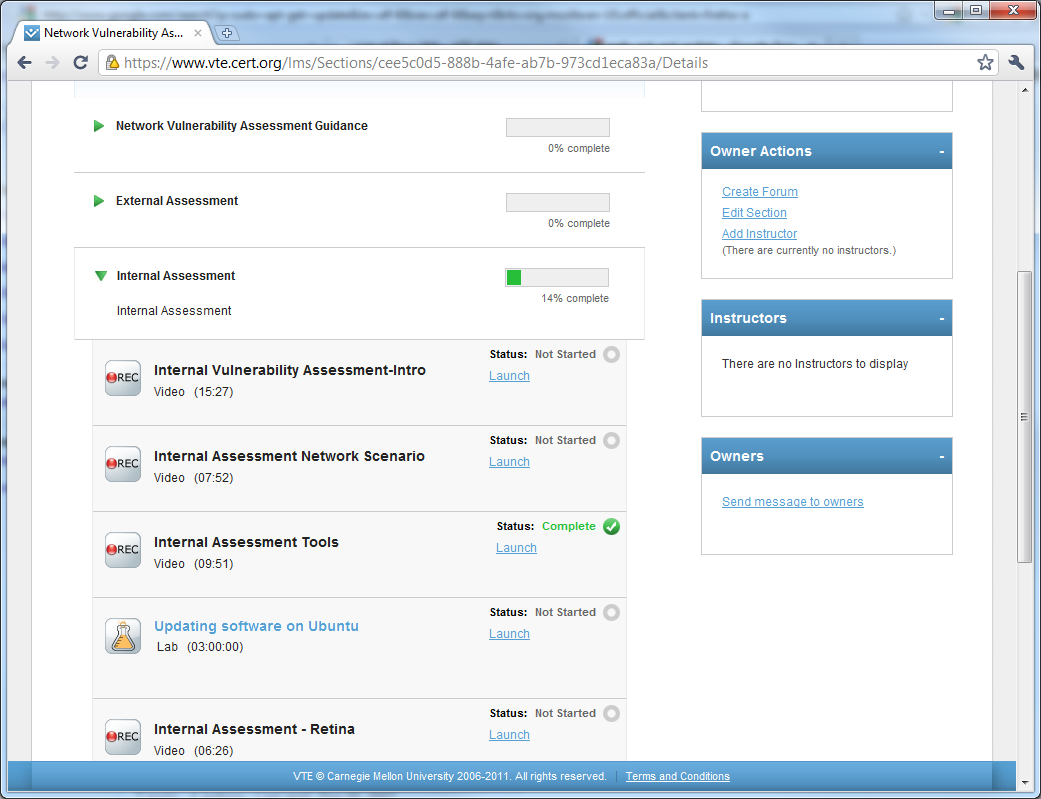 Network Vulnerability As...
https://www.vte.cert.org/lms/Sections/cee5c0d5-888b-4afe-ab7b-973cd1eca83a/Details
Network Vulnerability Assessment Guidance
0% complete
External Assessment
0% complete
Internal Assessment
14% complete
Internal Assessment
REC
Internal Vulnerability Assessment-Intro
Video (15:27)
Status: Not Started
Launch
REC
Internal Assessment Network Scenario
Video (07:52)
Status: Not Started
Launch
REC
Internal Assessment Tools
Video (09:51)
Status: Complete
Launch
Updating software on Ubuntu
Lab (03:00:00)
Status: Not Started
Launch
REC
Internal Assessment - Retina
Video (06:26)
Status: Not Started
Launch
Owner Actions -
Create Forum
Edit Section
Add Instructor
(There are currently no instructors.)
Instructors -
There are no Instructors to display
Owners -
Send message to owners
VTE © Carnegie Mellon University 2006-2011. All rights reserved. | Terms and Conditions